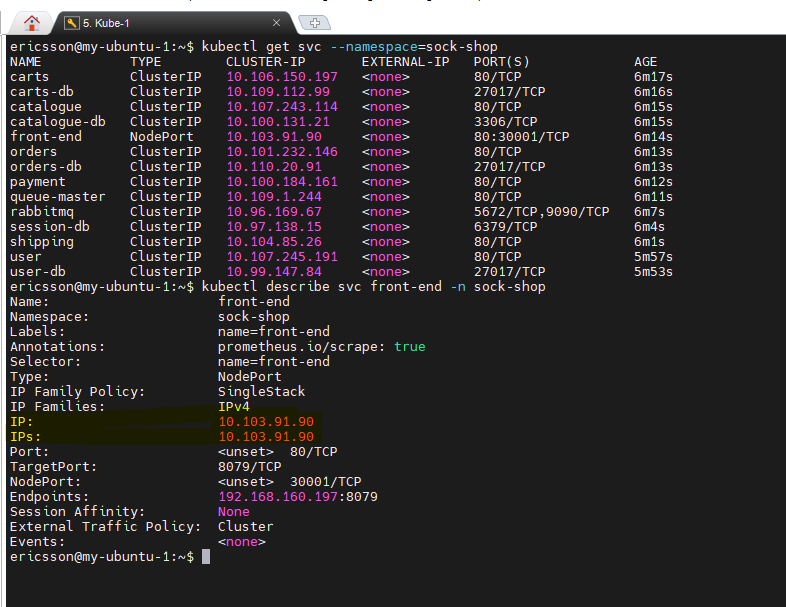 5. Kube-1
ericsson@my-ubuntu-1:~$ kubectl get svc --namespace=sock-shop
NAME TYPE CLUSTER-IP EXTERNAL-IP PORT(S) AGE
carts ClusterIP 10.106.150.197 <none> 80/TCP 6m17s
carts-db ClusterIP 10.109.112.99 <none> 27017/TCP 6m16s
catalogue ClusterIP 10.107.243.114 <none> 80/TCP 6m15s
catalogue-db ClusterIP 10.100.131.21 <none> 3306/TCP 6m15s
front-end NodePort 10.103.91.90 <none> 80:30001/TCP 6m14s
orders ClusterIP 10.101.232.146 <none> 80/TCP 6m13s
orders-db ClusterIP 10.110.20.91 <none> 27017/TCP 6m13s
payment ClusterIP 10.100.184.161 <none> 80/TCP 6m12s
queue-master ClusterIP 10.109.1.244 <none> 80/TCP 6m11s
rabbitmq ClusterIP 10.96.169.67 <none> 5672/TCP,9090/TCP 6m7s
session-db ClusterIP 10.97.138.15 <none> 6379/TCP 6m4s
shipping ClusterIP 10.104.85.26 <none> 80/TCP 6m1s
user ClusterIP 10.107.245.191 <none> 80/TCP 5m57s
user-db ClusterIP 10.99.147.84 <none> 27017/TCP 5m53s
ericsson@my-ubuntu-1:~$ kubectl describe svc front-end -n sock-shop
Name: front-end
Namespace: sock-shop
Labels: name=front-end
Annotations: prometheus.io/scrape: true
Selector: name=front-end
Type: NodePort
IP Family Policy: SingleStack
IP Families: IPv4
IP: 10.103.91.90
IPs: 10.103.91.90
Port: <unset> 80/TCP
TargetPort: 8079/TCP
NodePort: <unset> 30001/TCP
Endpoints: 192.168.160.197:8079
Session Affinity: None
External Traffic Policy: Cluster
Events: <none>
ericsson@my-ubuntu-1:~$